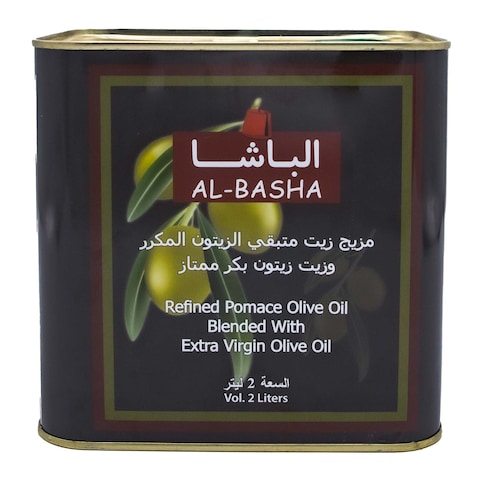 الباشا
AL-BASHA
مزيج زيت متبقي الزيتون المكرر
وزيت زيتون بكر ممتاز
Refined Pomace Olive Oil
Blended With
Extra Virgin Olive Oil
السعة 2 ليتر
Vol. 2 Liters